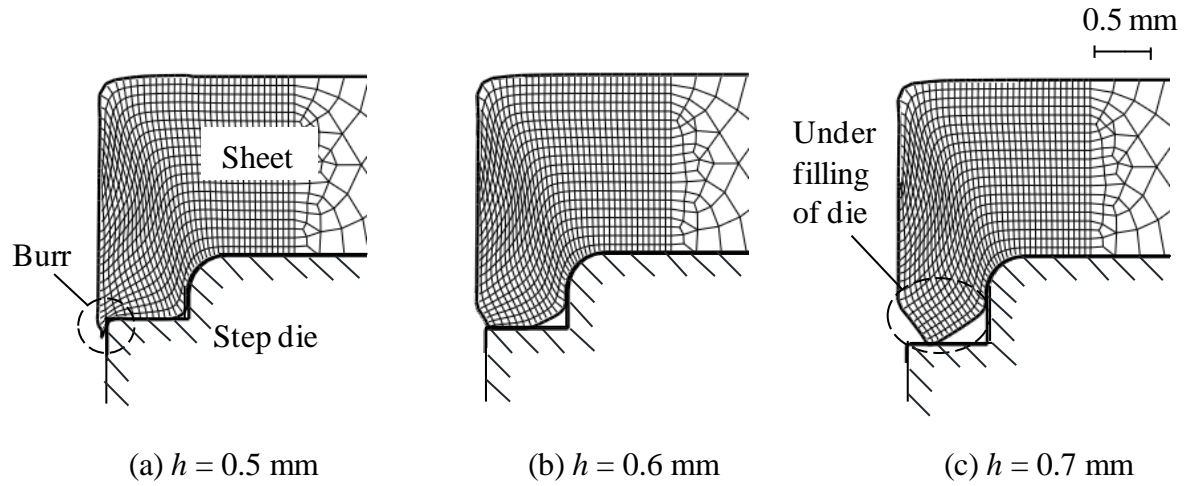 0.5 mm
Under
filling
of die
Sheet
Burr
Step die
(a) h = 0.5 mm
(b) h = 0.6 mm
(c) h = 0.7 mm